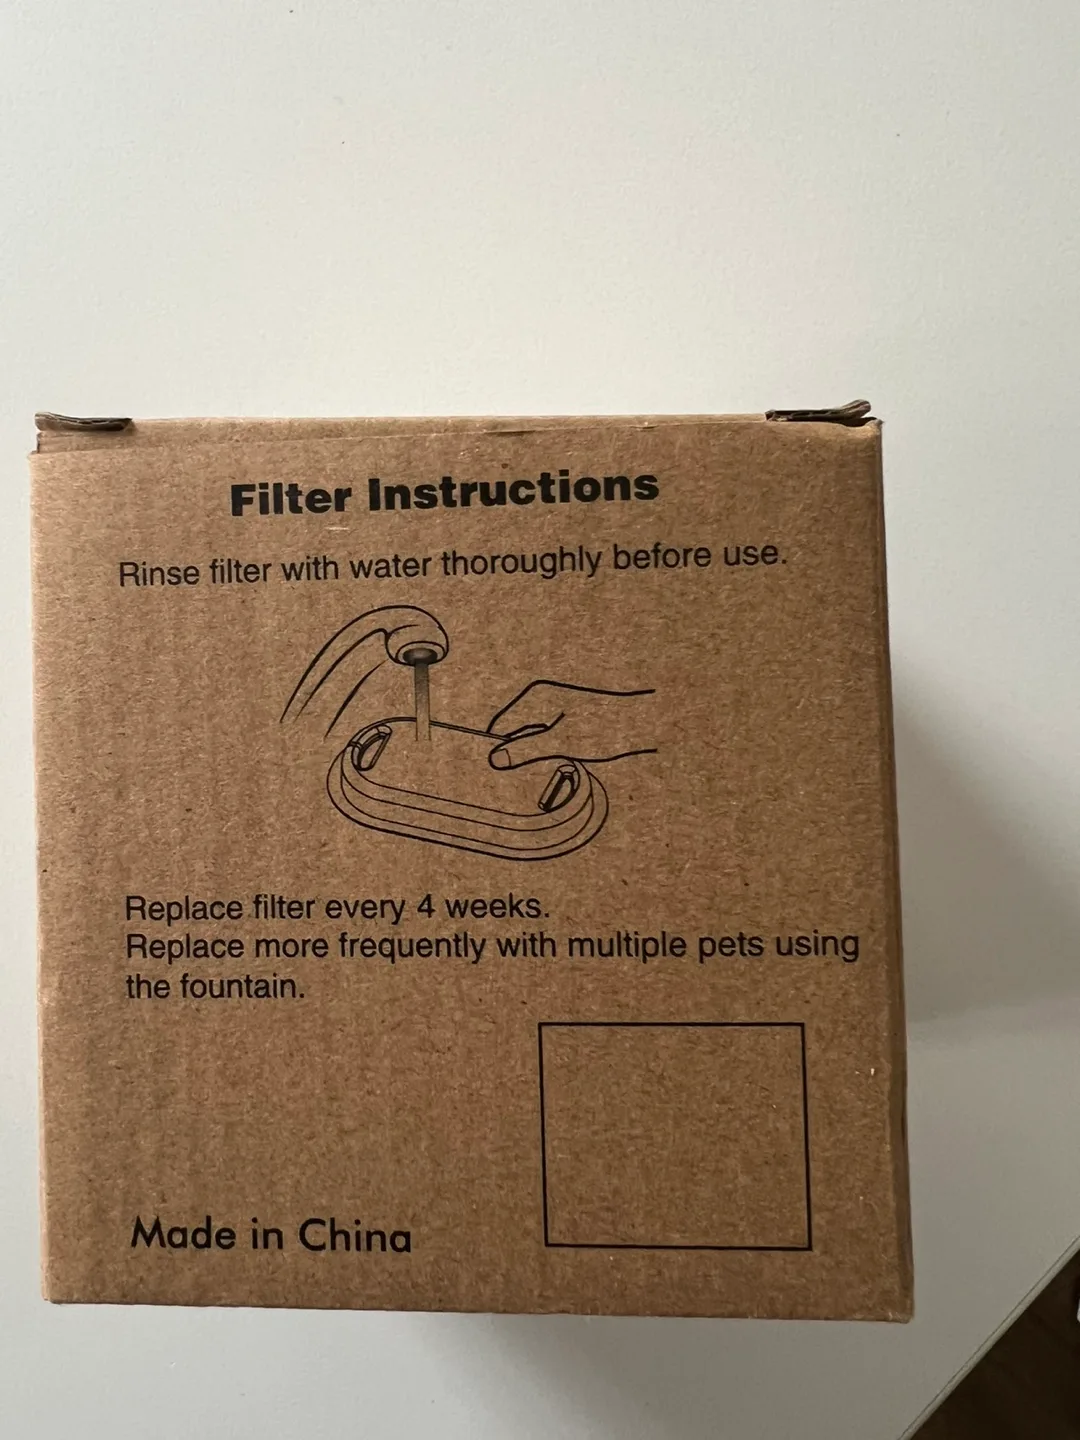 Filter Instructions
Rinse filter with water thoroughly before use.
Replace filter every 4 weeks.
Replace more frequently with multiple pets using
the fountain.
Made in China